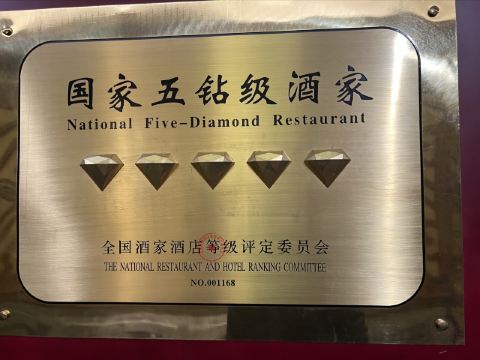 国家五钻级酒家
National Five-Diamond Restaurant
全国酒家酒店等级评定委员会
THE NATIONAL RESTAURANT AND HOTEL RANKING COMMITTEE
NO.001168